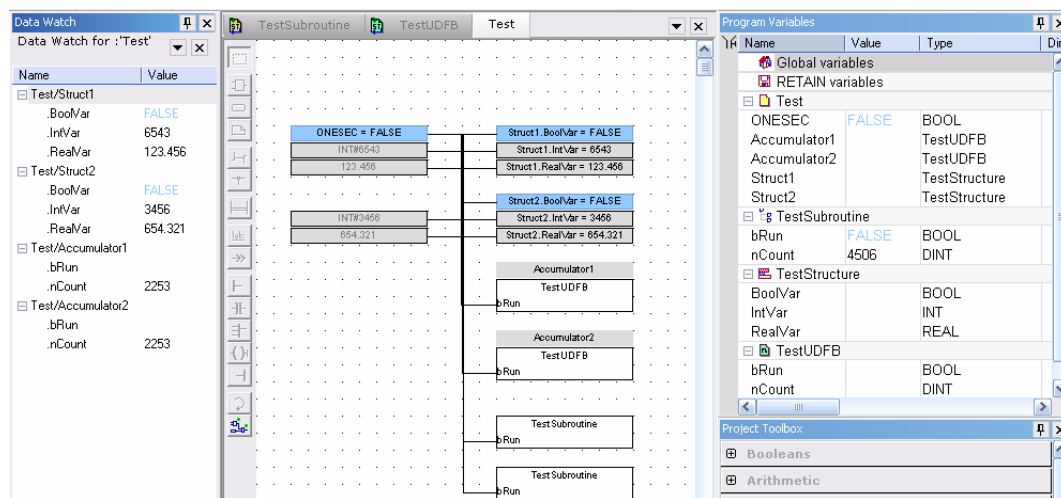 Data Watch
Data Watch for :'Test'
Name Value
Test/Struct1
.BoolVar FALSE
.IntVar 6543
.RealVar 123.456
Test/Struct2
.BoolVar FALSE
.IntVar 3456
.RealVar 654.321
Test/Accumulator1
.bRun
.nCount 2253
Test/Accumulator2
.bRun
.nCount 2253
TestSubroutine TestUDFB Test
ONESEC = FALSE Struct1.BoolVar = FALSE
INT#6543 Struct1.IntVar = 6543
123.456 Struct1.RealVar = 123.456
Struct2.BoolVar = FALSE
INT#3456 Struct2.IntVar = 3456
654.321 Struct2.RealVar = 654.321
Accumulator1
TestUDFB
bRun
Accumulator2
TestUDFB
bRun
TestSubroutine
bRun
TestSubroutine
bRun
Program Variables
Name Value Type Dim
Global variables
RETAIN variables
Test
ONESEC FALSE BOOL
Accumulator1 TestUDFB
Accumulator2 TestUDFB
Struct1 TestStructure
Struct2 TestStructure
TestSubroutine
bRun FALSE BOOL
nCount 4506 DINT
TestStructure
BoolVar BOOL
IntVar INT
RealVar REAL
TestUDFB
bRun BOOL
nCount DINT
Project Toolbox
Booleans
Arithmetic